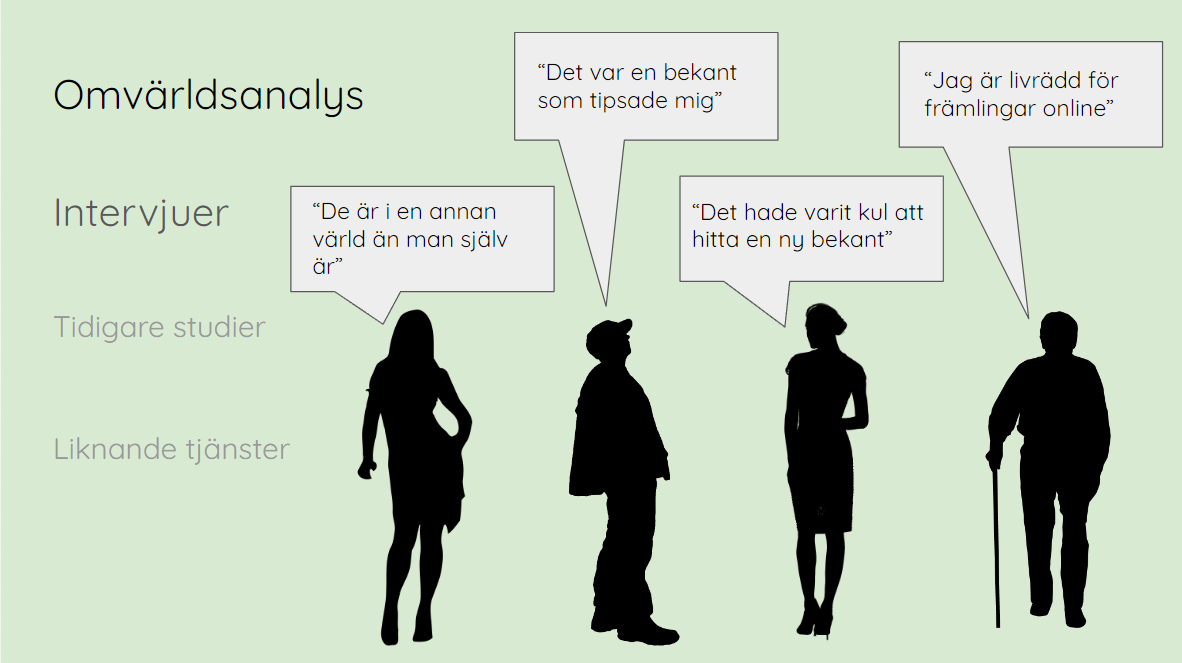 Omvärldsanalys
Intervjuer
Tidigare studier
Liknande tjänster
“De är i en annan
värld än man själv
är”
“Det var en bekant
som tipsade mig”
“Det hade varit kul att
hitta en ny bekant”
“Jag är livrädd för
främlingar online”